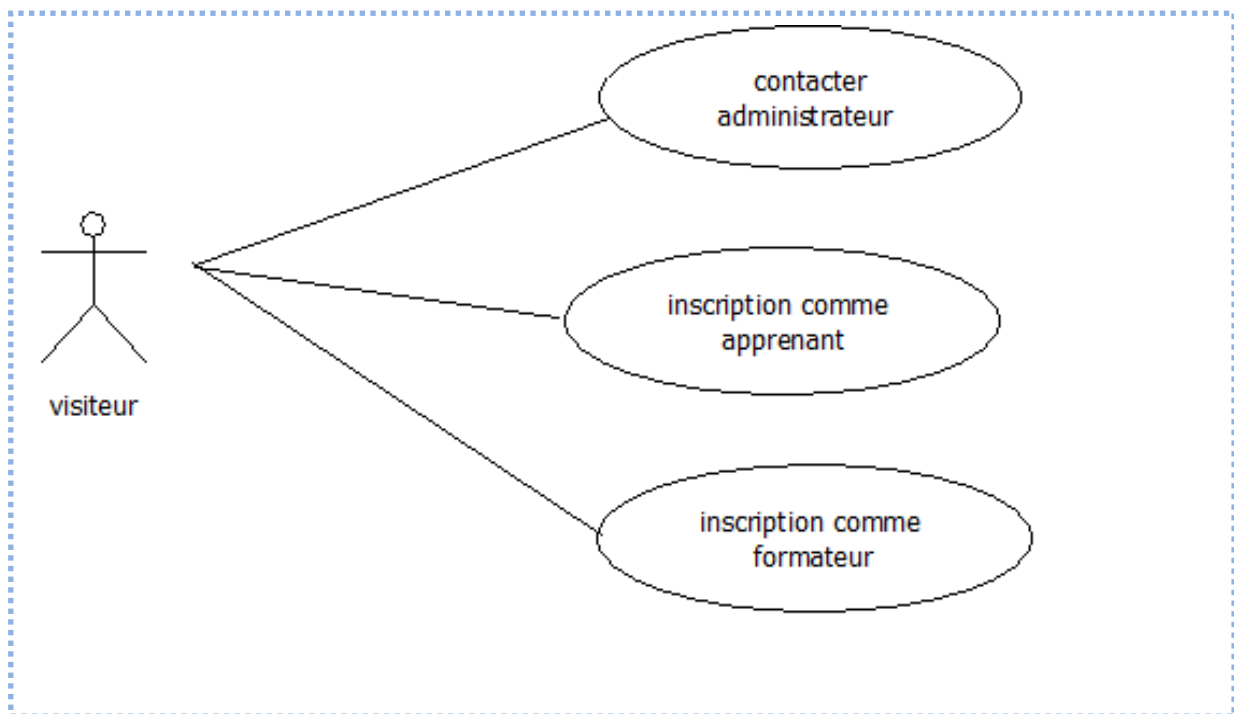 contacter
administrateur
inscription comme
apprenant
visiteur
inscription comme
formateur